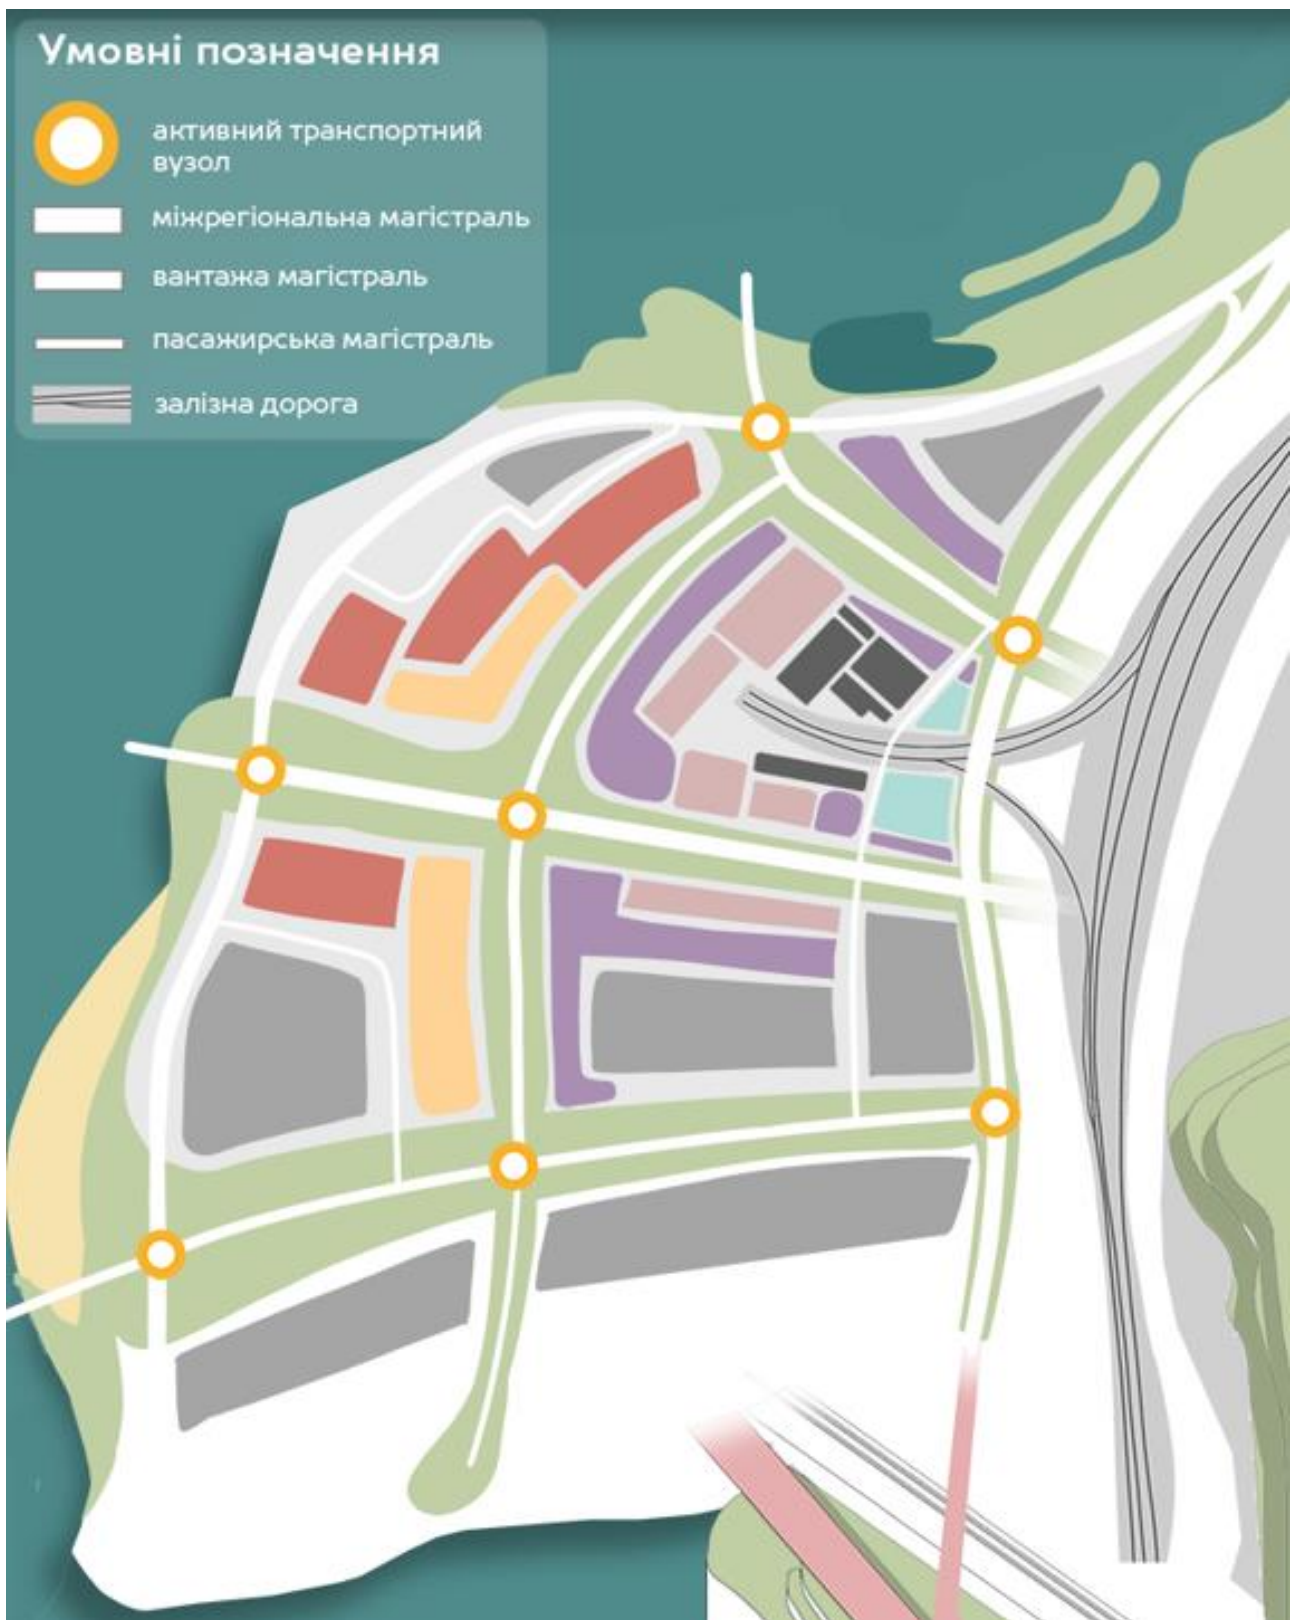 Умовні позначення
активний транспортний
вузол
міжрегіональна магістраль
вантажа магістраль
пасажирська магістраль
залізна дорога